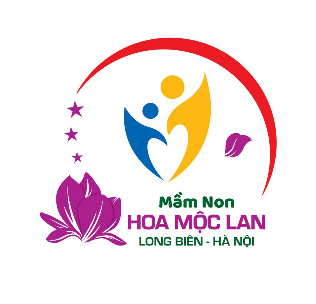 Mầm Non
HOA MỘC LAN
LONG BIÊN - HÀ NỘI